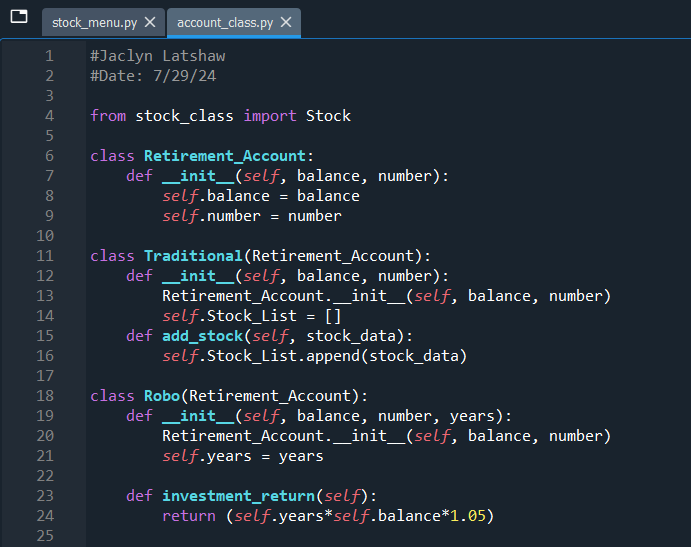 stock_menu.py X account_class.py X
1 #Jaclyn Latshaw
2 #Date: 7/29/24
3
4 from stock_class import Stock
5
6 class Retirement_Account:
7     def __init__(self, balance, number):
8         self.balance = balance
9         self.number = number
10
11 class Traditional(Retirement_Account):
12     def __init__(self, balance, number):
13         Retirement_Account.__init__(self, balance, number)
14         self.Stock_List = []
15     def add_stock(self, stock_data):
16         self.Stock_List.append(stock_data)
17
18 class Robo(Retirement_Account):
19     def __init__(self, balance, number, years):
20         Retirement_Account.__init__(self, balance, number)
21         self.years = years
22
23     def investment_return(self):
24         return (self.years*self.balance*1.05)
25